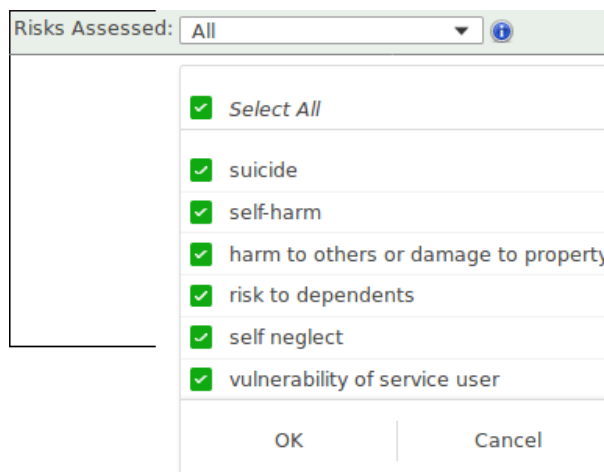 Risks Assessed: All
Select All
suicide
self-harm
harm to others or damage to property
risk to dependents
self neglect
vulnerability of service user
OK Cancel